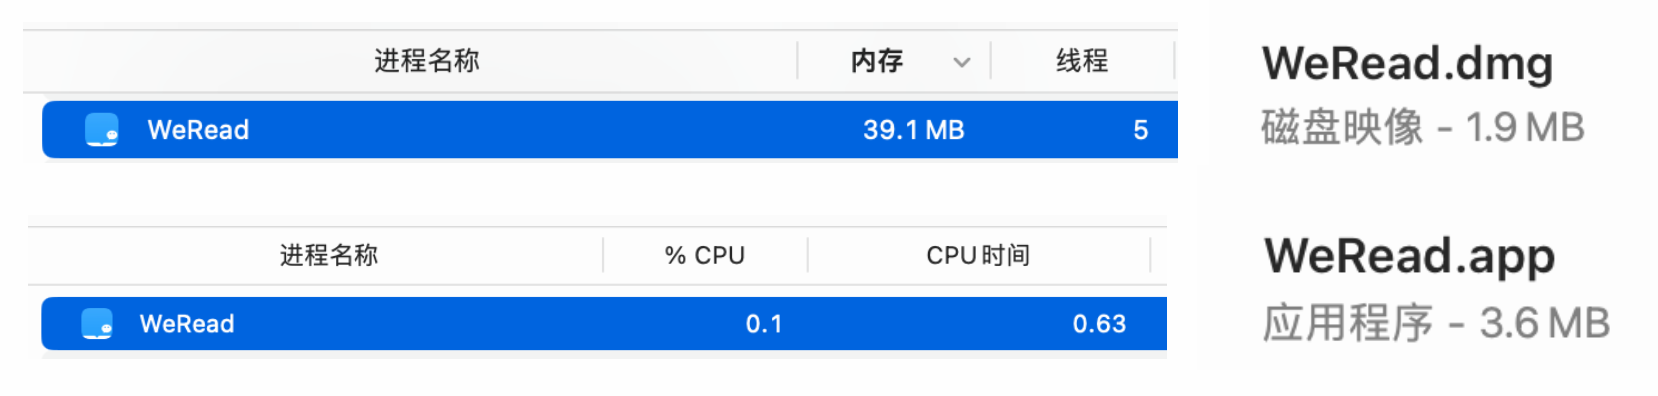 进程名称 内存 线程
WeRead 39.1 MB 5
进程名称 % CPU CPU时间
WeRead 0.1 0.63
WeRead.dmg
磁盘映像 - 1.9 MB
WeRead.app
应用程序 - 3.6 MB